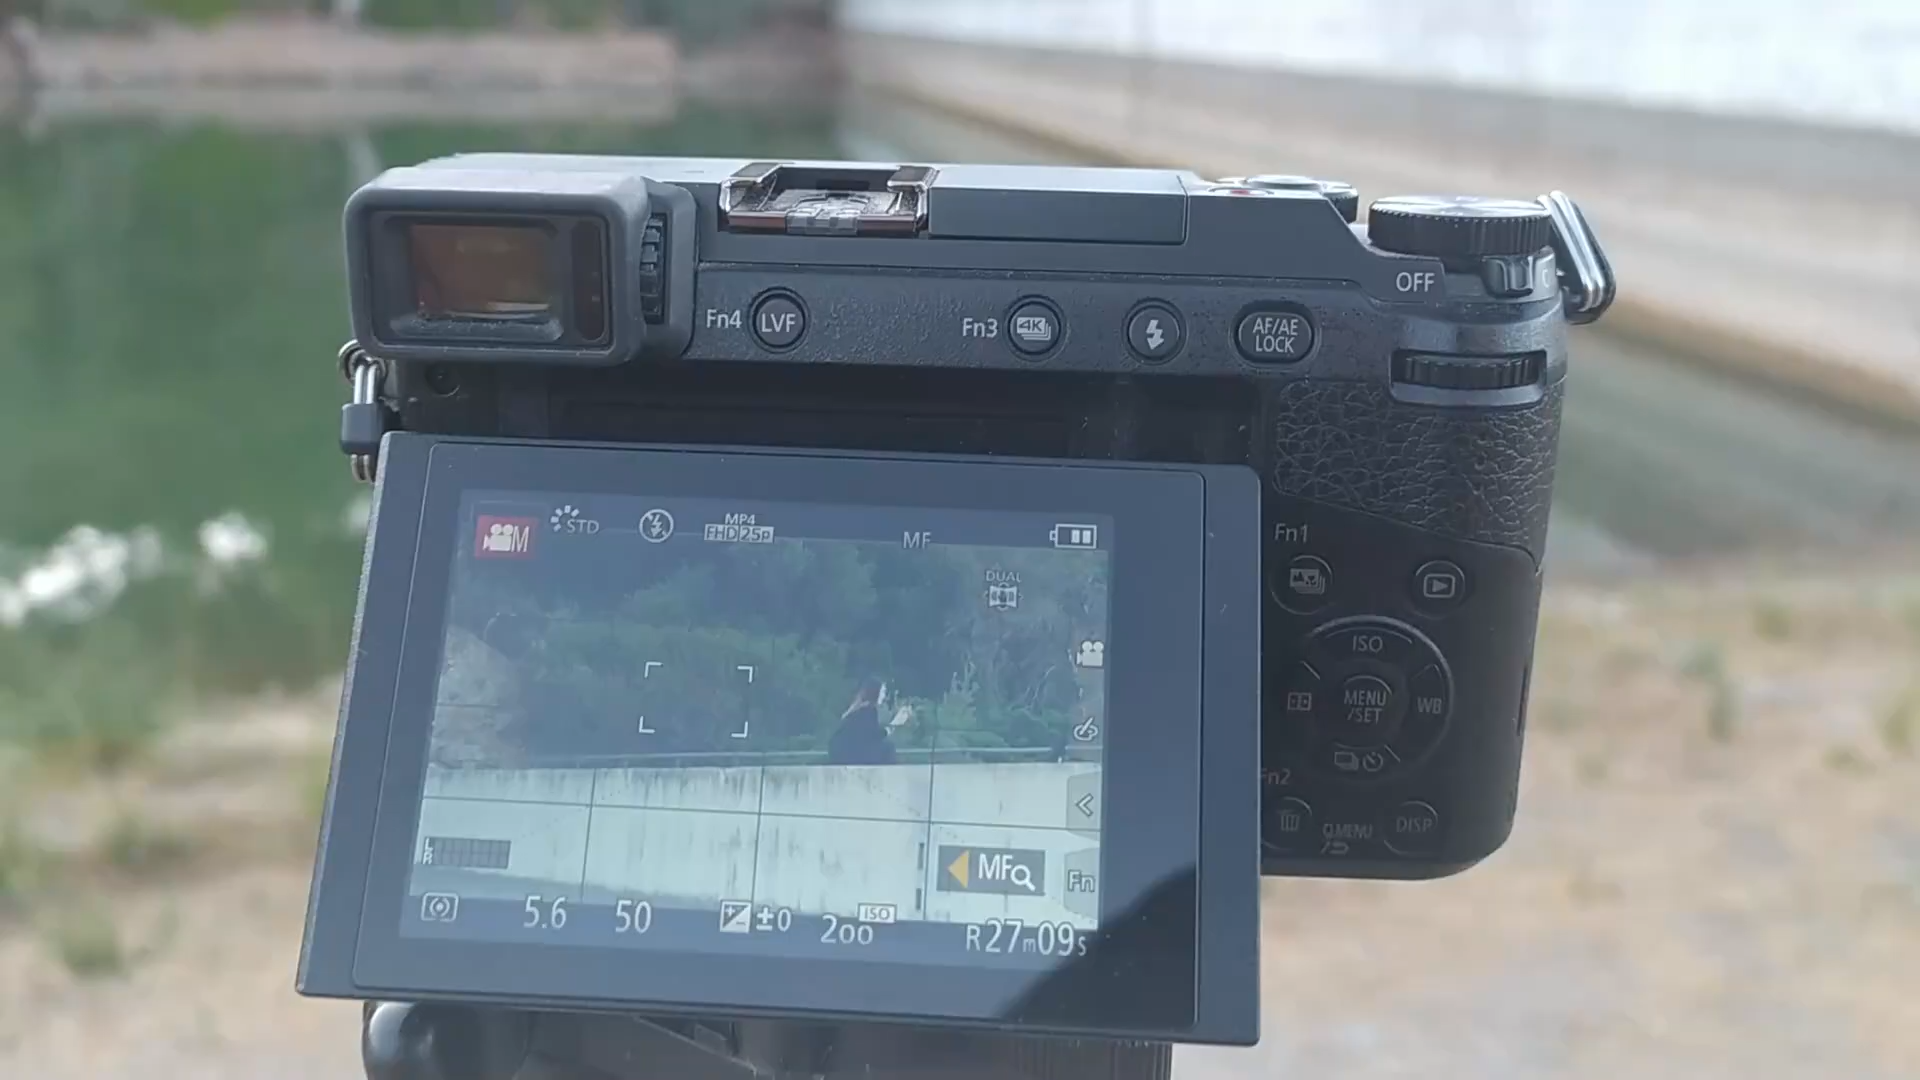 OFF
Fn4 LVF
Fn3 4K
AF/AE
LOCK
Fn1
M STD
MP4
FHD 25p
MF
DUAL
ISO
MENU
/SET
WB
Fn2
Q.MENU
DISP
L
R
MF
Fn
5.6 50 ±0 200 ISO R27m09s